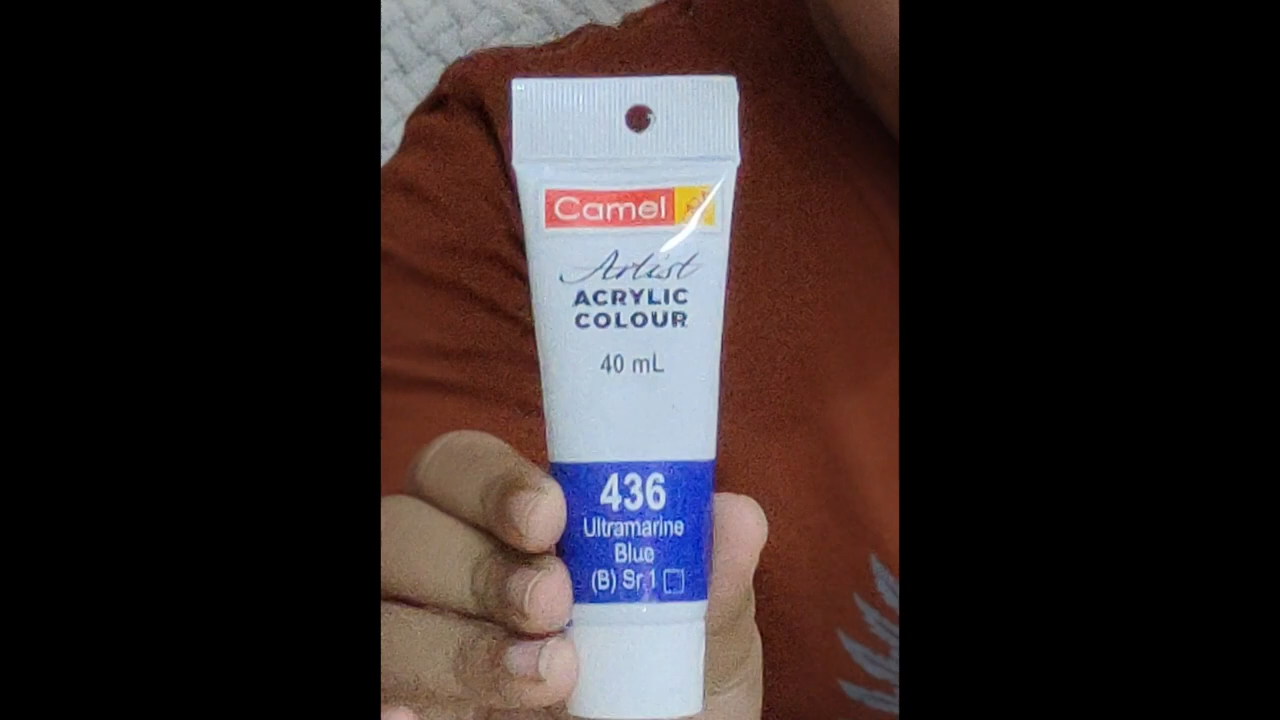 Camel
Artist
ACRYLIC
COLOUR
40 mL
436
Ultramarine
Blue
(B) Sr 1